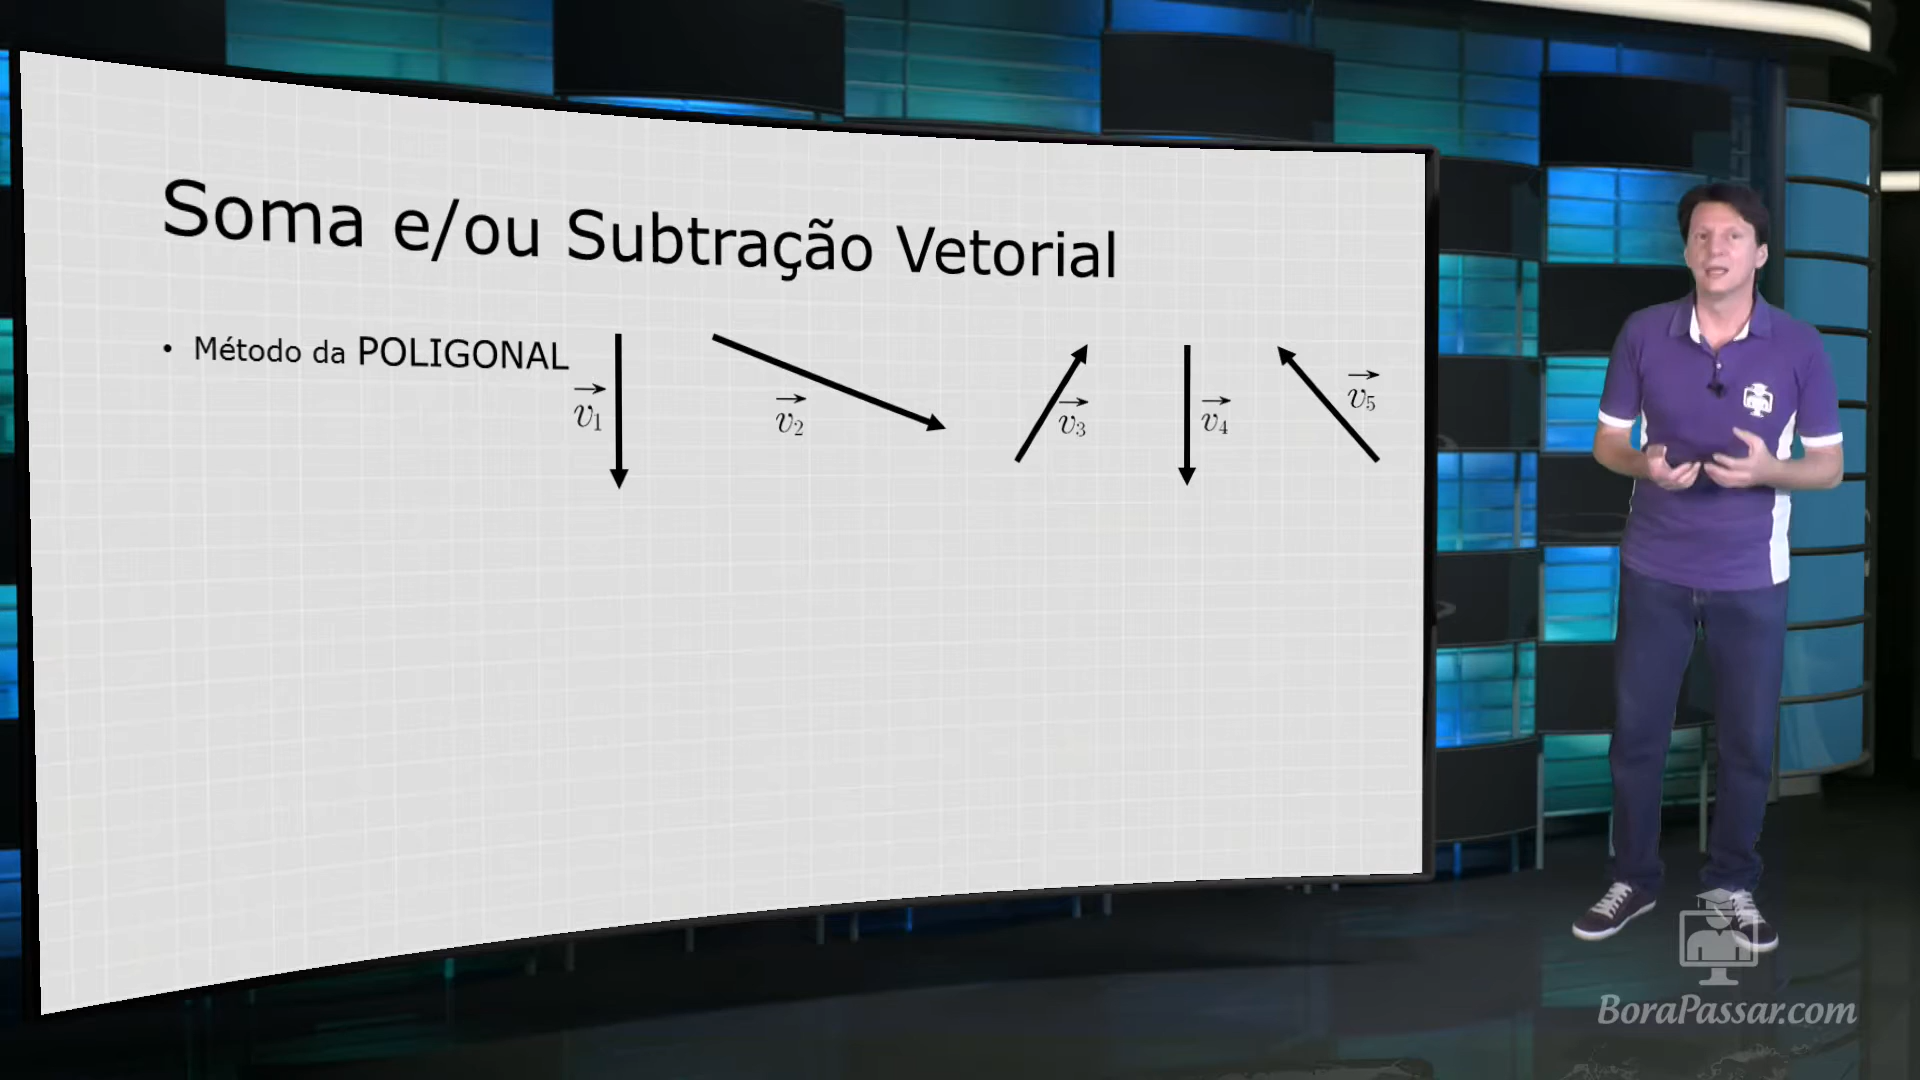 Soma e/ou Subtração Vetorial
• Método da POLIGONAL
v₁
v₂
v₃
v₄
v₅
BoraPassar.com